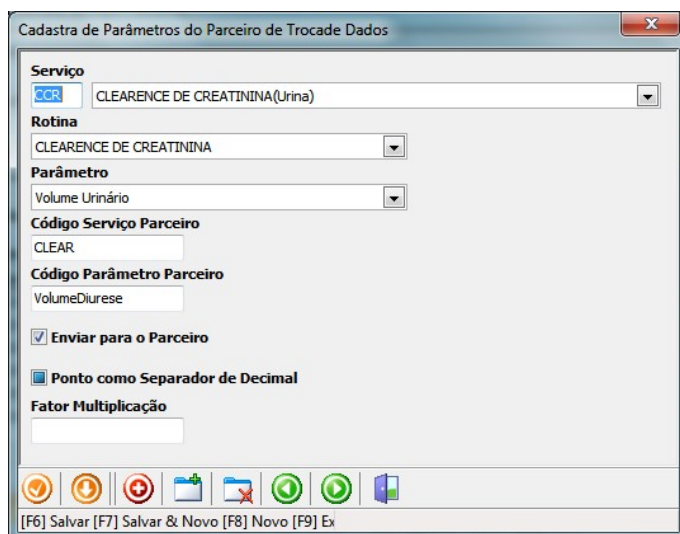 Cadastra de Parâmetros do Parceiro de Trocade Dados
Serviço
CCR CLEARENCE DE CREATININA(Urina)
Rotina
CLEARENCE DE CREATININA
Parâmetro
Volume Urinário
Código Serviço Parceiro
CLEAR
Código Parâmetro Parceiro
VolumeDiurese
Enviar para o Parceiro
Ponto como Separador de Decimal
Fator Multiplicação
[F6] Salvar [F7] Salvar & Novo [F8] Novo [F9] Ex